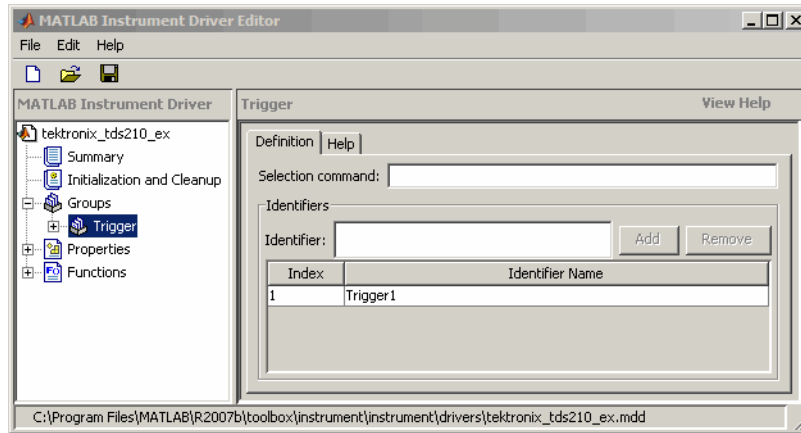 MATLAB Instrument Driver Editor
File Edit Help
MATLAB Instrument Driver
tektronix_tds210_ex
Summary
Initialization and Cleanup
Groups
Trigger
Properties
Functions
Trigger View Help
Definition Help
Selection command:
Identifiers
Identifier: Add Remove
Index Identifier Name
1 Trigger1
C:\Program Files\MATLAB\R2007b\toolbox\instrument\instrument\drivers\tektronix_tds210_ex.mdd